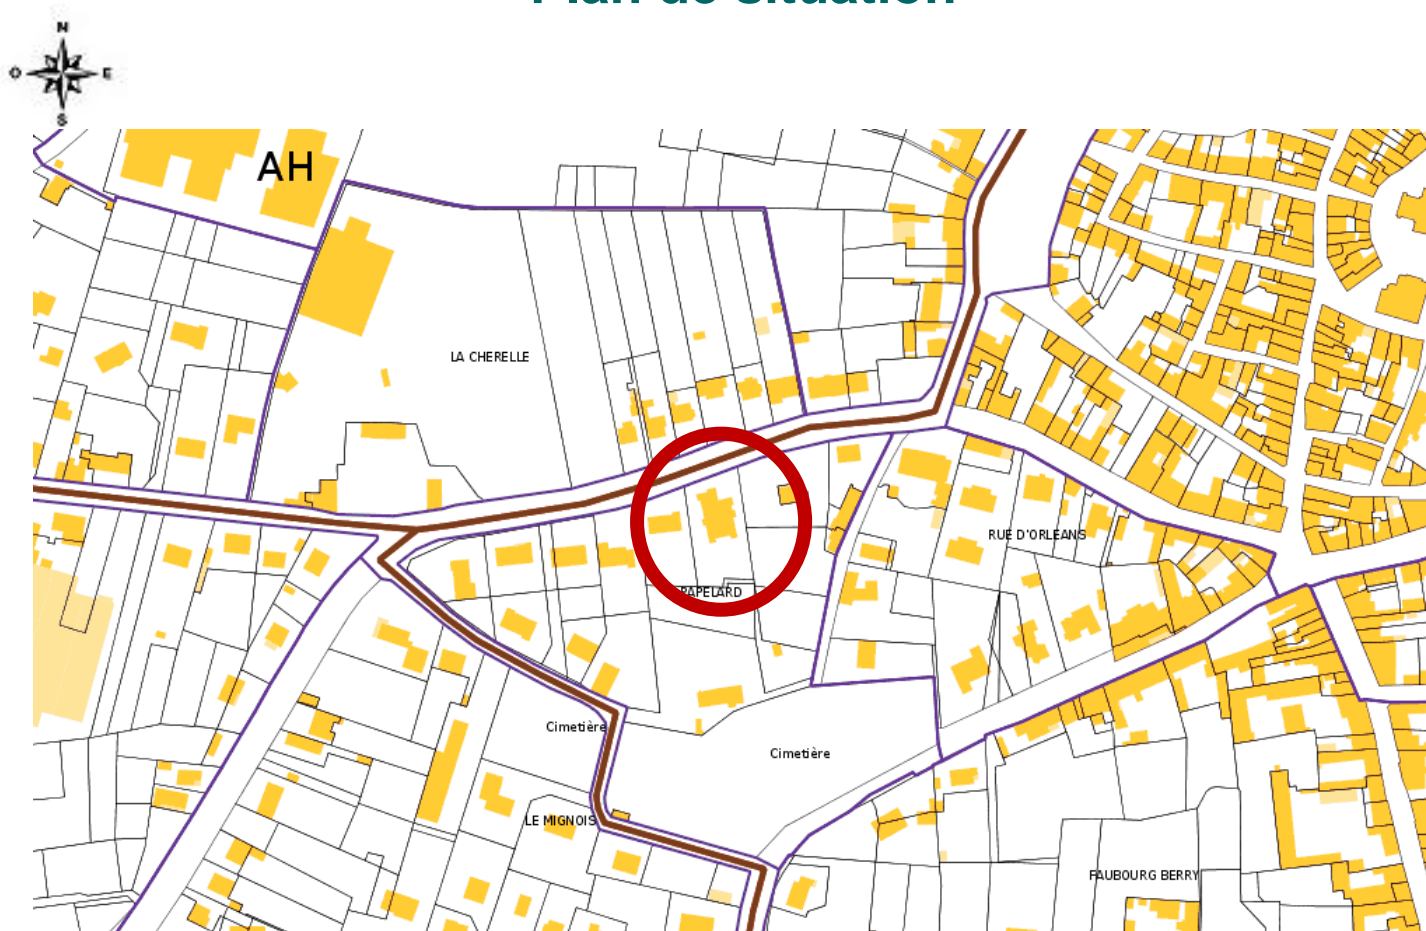 Plan de situation
N
O E
S
AH
LA CHERELLE
RUE D'ORLEANS
PAPELARD
Cimetière
Cimetière
LE MIGNOIS
FAUBOURG BERRY